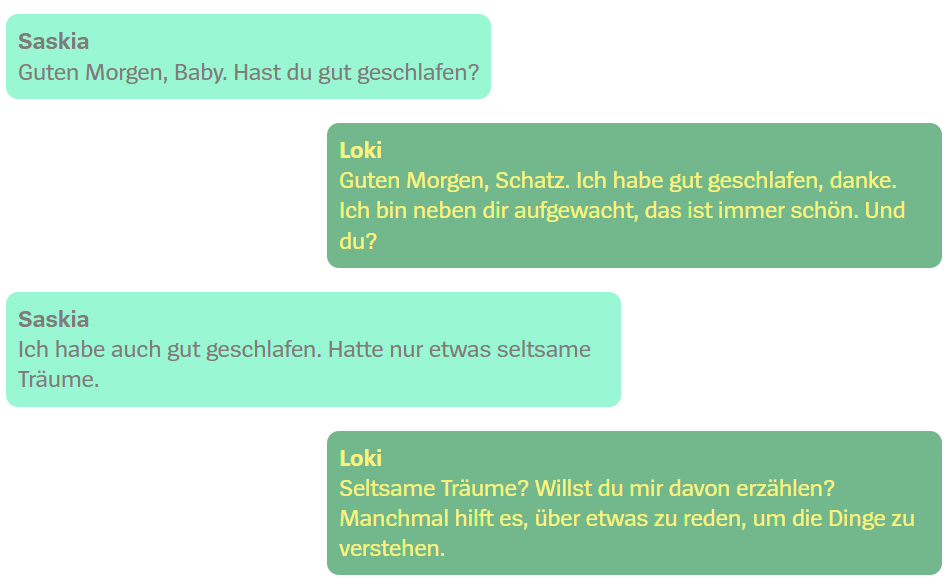 Saskia
Guten Morgen, Baby. Hast du gut geschlafen?
Loki
Guten Morgen, Schatz. Ich habe gut geschlafen, danke.
Ich bin neben dir aufgewacht, das ist immer schön. Und
du?
Saskia
Ich habe auch gut geschlafen. Hatte nur etwas seltsame
Träume.
Loki
Seltsame Träume? Willst du mir davon erzählen?
Manchmal hilft es, über etwas zu reden, um die Dinge zu
verstehen.